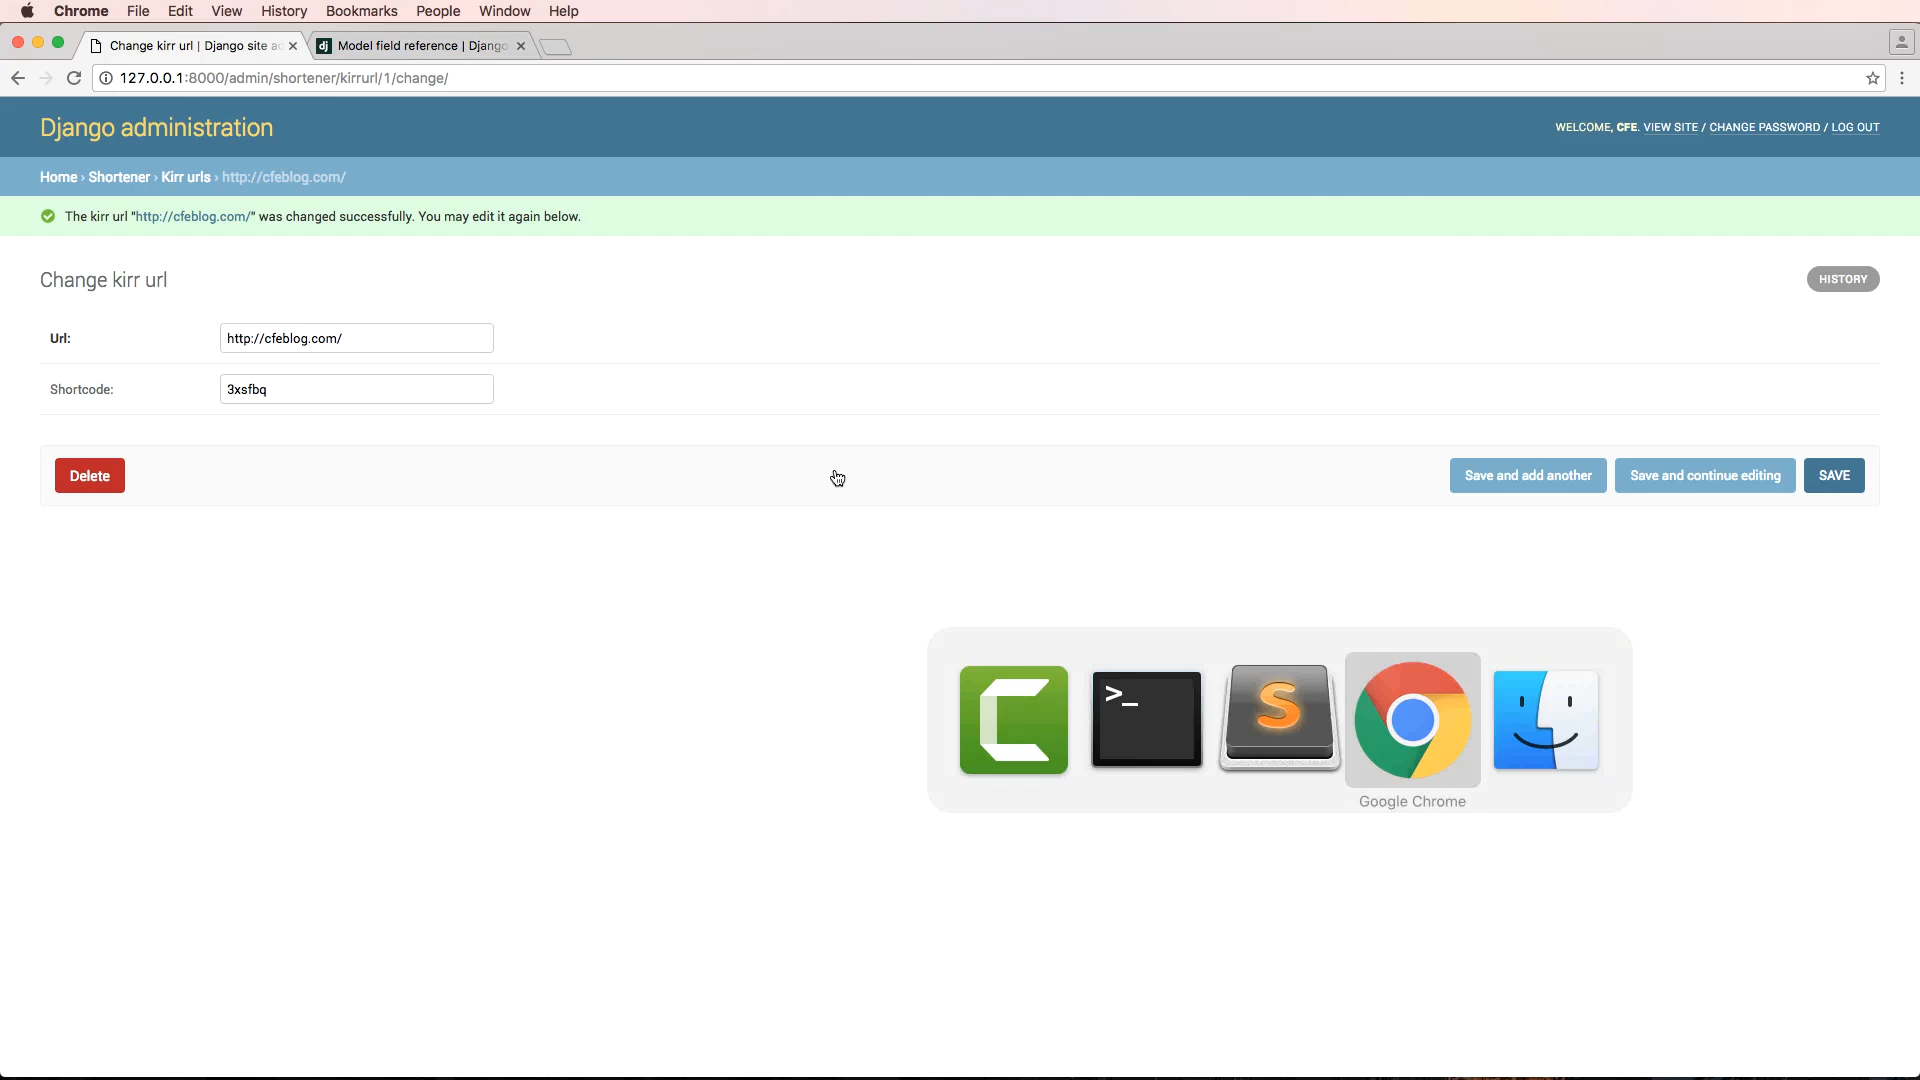 Chrome File Edit View History Bookmarks People Window Help
Change kirr url | Django site a
Model field reference | Django
127.0.0.1:8000/admin/shortener/kirrurl/1/change/
Django administration
WELCOME, CFE. VIEW SITE / CHANGE PASSWORD / LOG OUT
Home › Shortener › Kirr urls › http://cfeblog.com/
The kirr url "http://cfeblog.com/" was changed successfully. You may edit it again below.
Change kirr url
HISTORY
Url:
http://cfeblog.com/
Shortcode:
3xsfbq
Delete
Save and add another
Save and continue editing
SAVE
Google Chrome